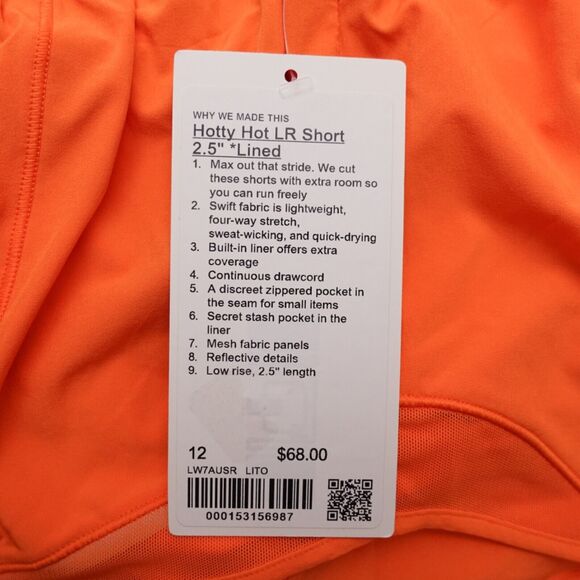 WHY WE MADE THIS
Hotty Hot LR Short
2.5" *Lined
1. Max out that stride. We cut
these shorts with extra room so
you can run freely
2. Swift fabric is lightweight,
four-way stretch,
sweat-wicking, and quick-drying
3. Built-in liner offers extra
coverage
4. Continuous drawcord
5. A discreet zippered pocket in
the seam for small items
6. Secret stash pocket in the
liner
7. Mesh fabric panels
8. Reflective details
9. Low rise, 2.5" length
12 $68.00
LW7AUSR LITO
000153156987